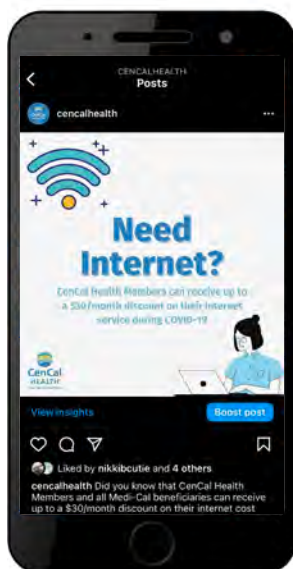 CENCALHEALTH
Posts
cencalhealth
Need
Internet?
CenCal Health Members can receive up to
a $30/month discount on their internet
service during COVID-19
CenCal
HEALTH
View insights
Boost post
Liked by nikkibcutie and 4 others
cencalhealth Did you know that CenCal Health
Members and all Medi-Cal beneficiaries can receive
up to a $30/month discount on their internet cost